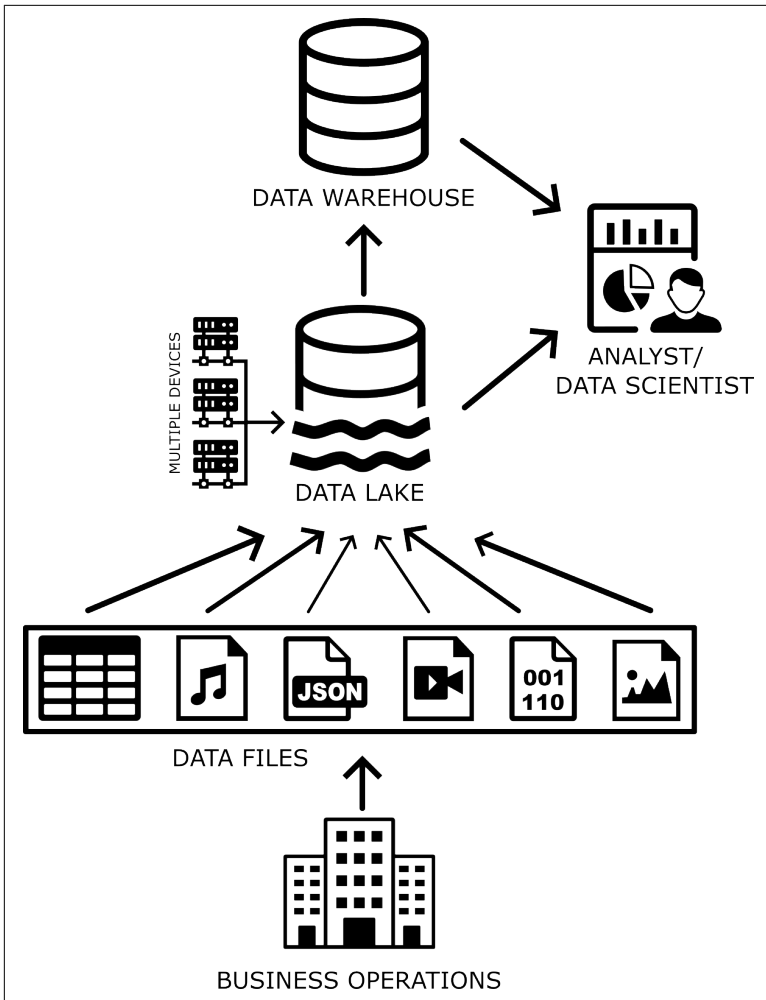 DATA WAREHOUSE
ANALYST/
DATA SCIENTIST
MULTIPLE DEVICES
DATA LAKE
JSON
001
110
DATA FILES
BUSINESS OPERATIONS